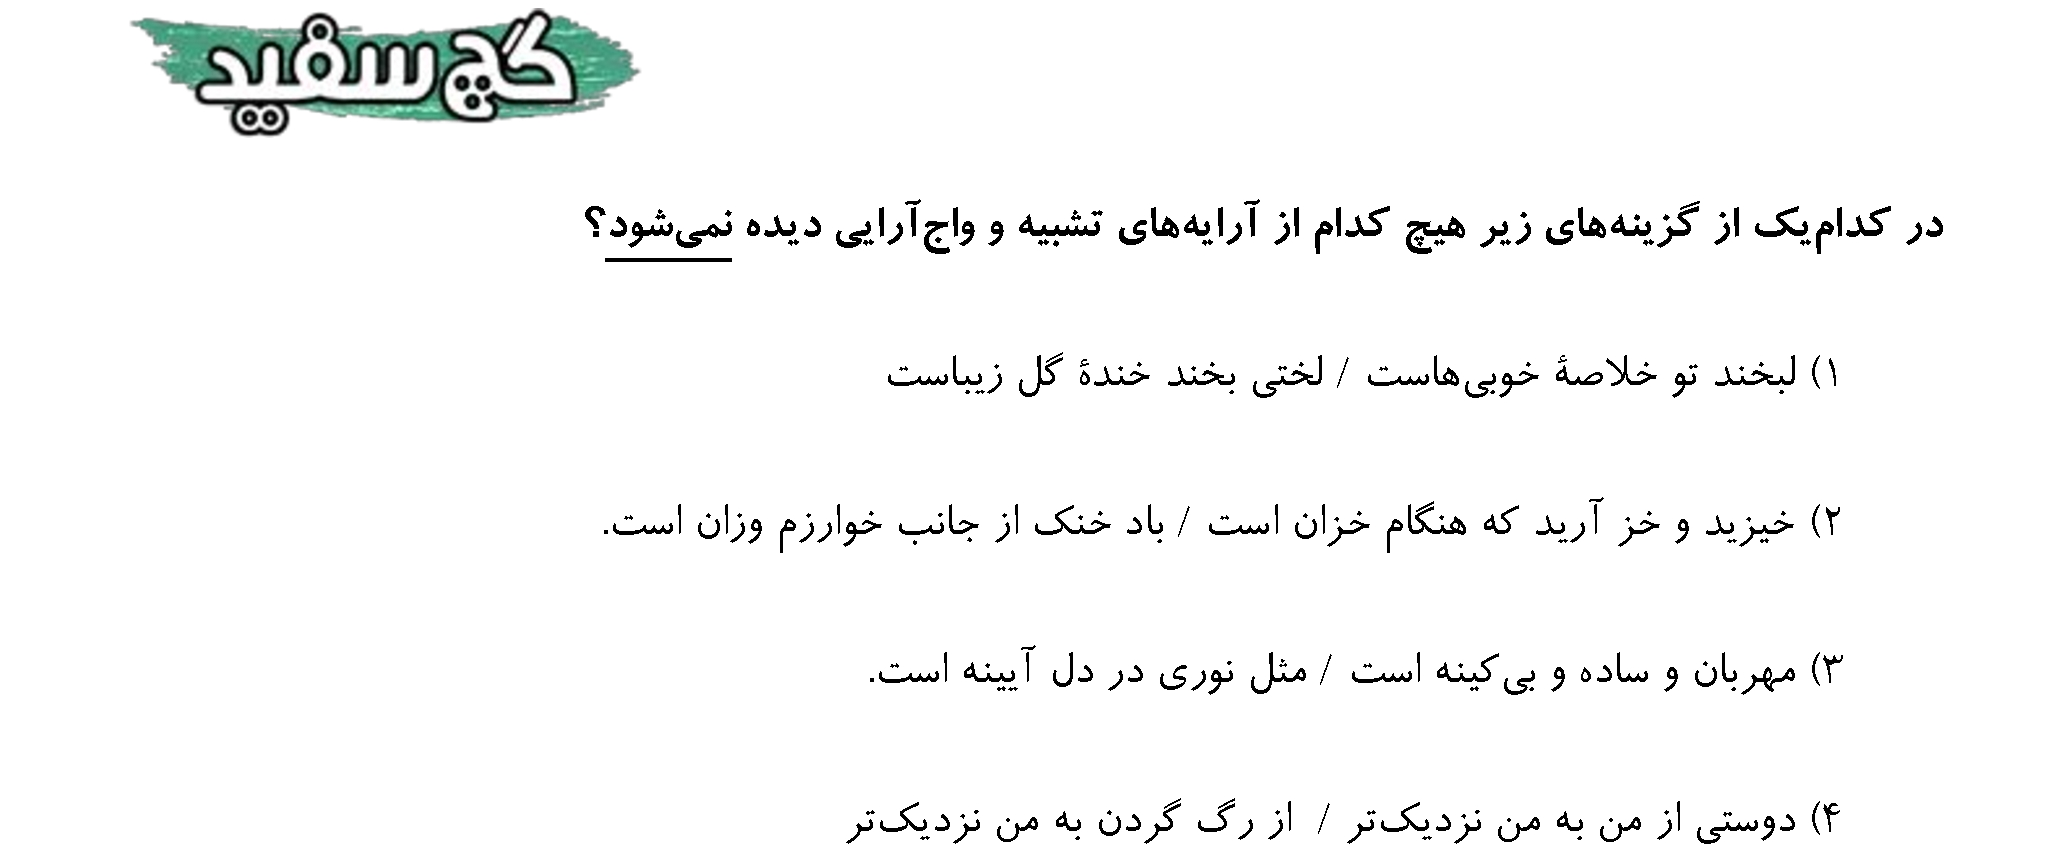 گچ سفید
در کدام‌یک از گزینه‌های زیر هیچ کدام از آرایه‌های تشبیه و واج‌آرایی دیده نمی‌شود؟
۱) لبخند تو خلاصهٔ خوبی‌هاست / لختی بخند خندهٔ گل زیباست
۲) خیزید و خز آرید که هنگام خزان است / باد خنک از جانب خوارزم وزان است.
۳) مهربان و ساده و بی‌کینه است / مثل نوری در دل آیینه است.
۴) دوستی از من به من نزدیک‌تر / از رگ گردن به من نزدیک‌تر